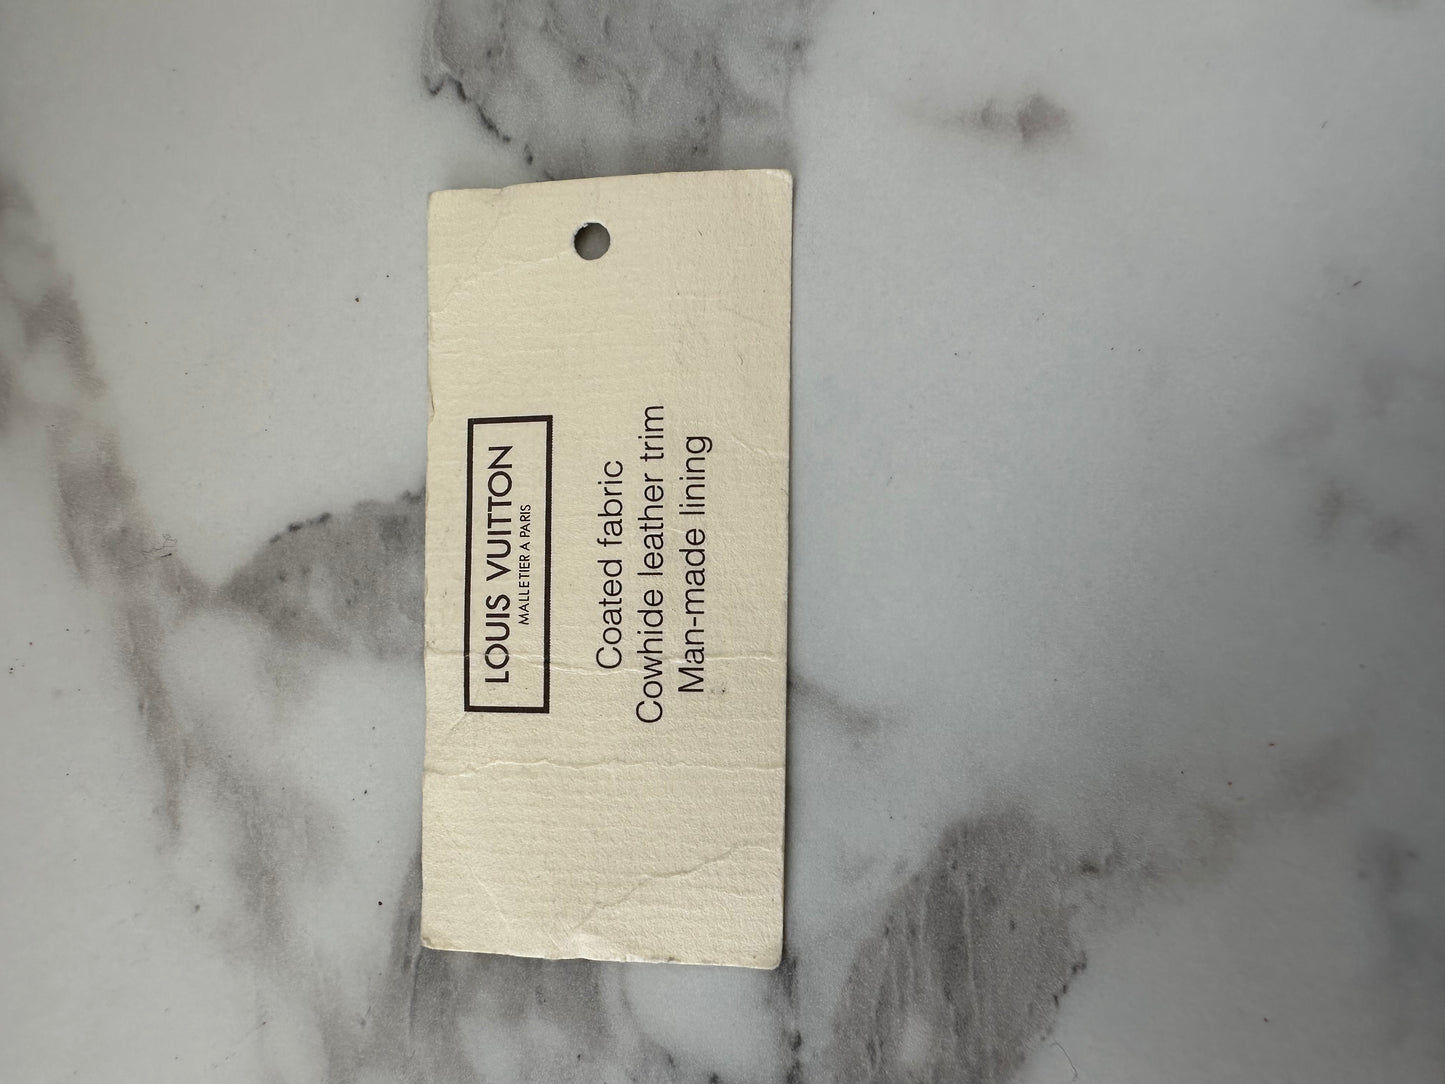 LOUIS VUITTON
MALLETIER A PARIS
Coated fabric
Cowhide leather trim
Man-made lining